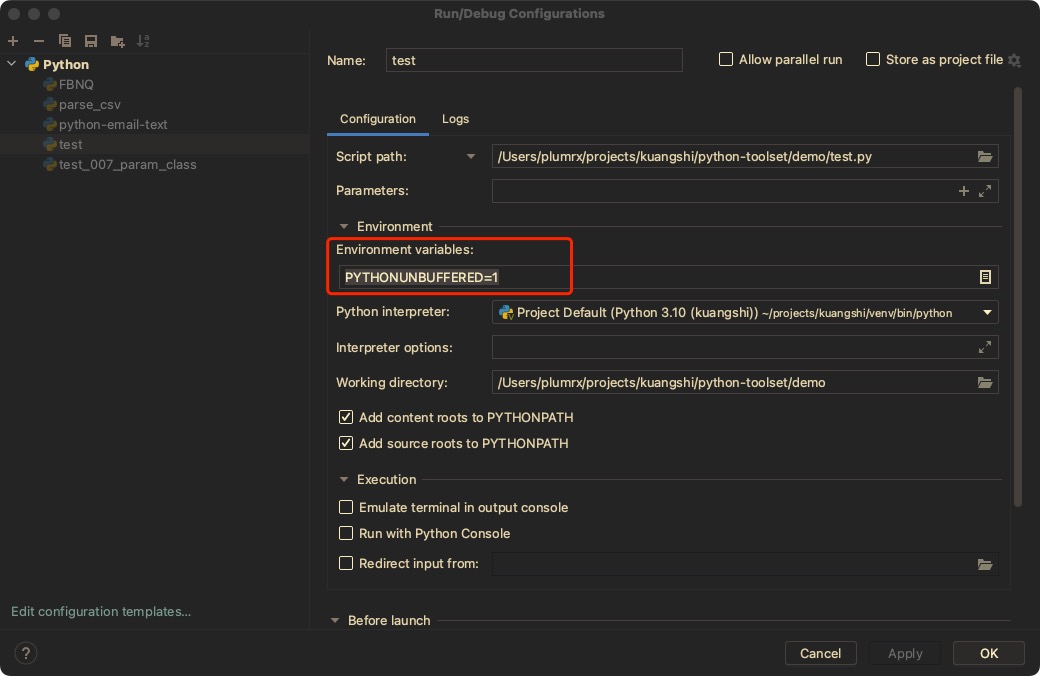 Run/Debug Configurations
Python
FBNQ
parse_csv
python-email-text
test
test_007_param_class
Edit configuration templates...
Name: test Allow parallel run Store as project file
Configuration Logs
Script path: /Users/plumrx/projects/kuangshi/python-toolset/demo/test.py
Parameters:
Environment
Environment variables:
PYTHONUNBUFFERED=1
Python interpreter: Project Default (Python 3.10 (kuangshi)) ~/projects/kuangshi/venv/bin/python
Interpreter options:
Working directory: /Users/plumrx/projects/kuangshi/python-toolset/demo
Add content roots to PYTHONPATH
Add source roots to PYTHONPATH
Execution
Emulate terminal in output console
Run with Python Console
Redirect input from:
Before launch
? Cancel Apply OK